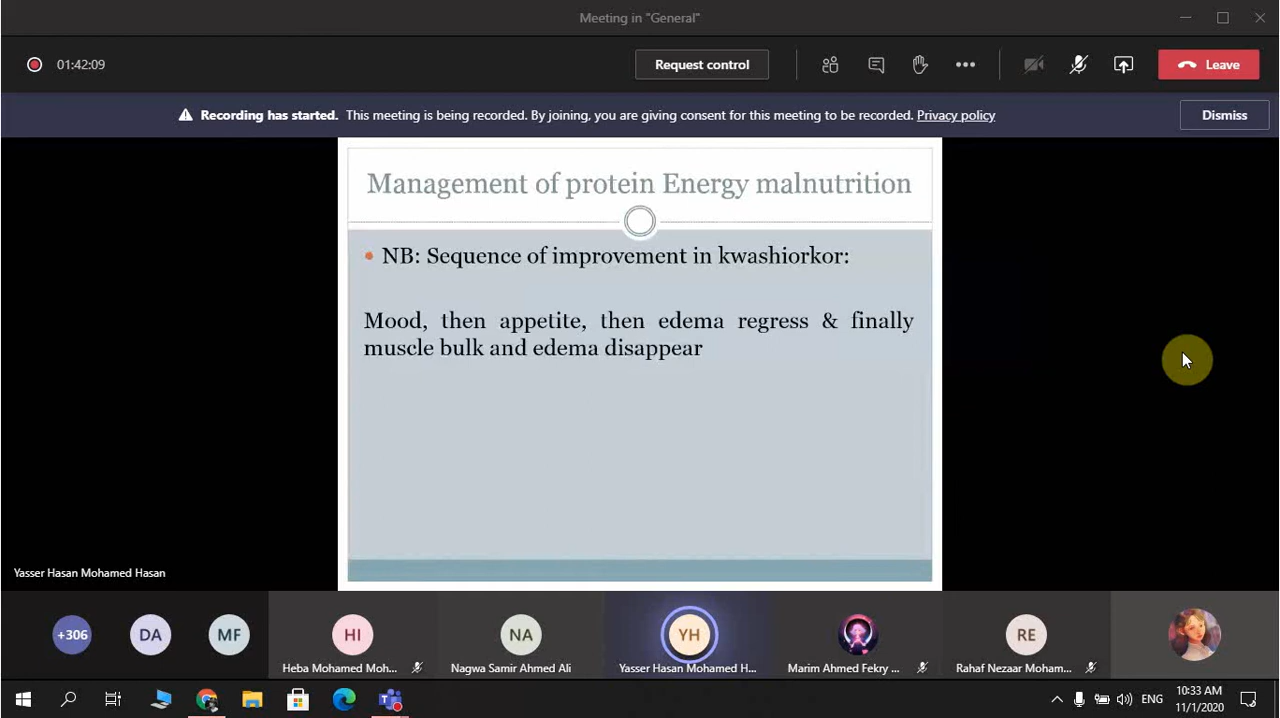 Meeting in "General"
01:42:09
Request control
Leave
Recording has started. This meeting is being recorded. By joining, you are giving consent for this meeting to be recorded. Privacy policy
Dismiss
Management of protein Energy malnutrition
NB: Sequence of improvement in kwashiorkor:
Mood, then appetite, then edema regress & finally
muscle bulk and edema disappear
Yasser Hasan Mohamed Hasan
+306
DA
MF
HI
NA
YH
RE
Heba Mohamed Moh...
Nagwa Samir Ahmed Ali
Yasser Hasan Mohamed H...
Marim Ahmed Fekry ...
Rahaf Nezaar Moham...
ENG
10:33 AM
11/1/2020